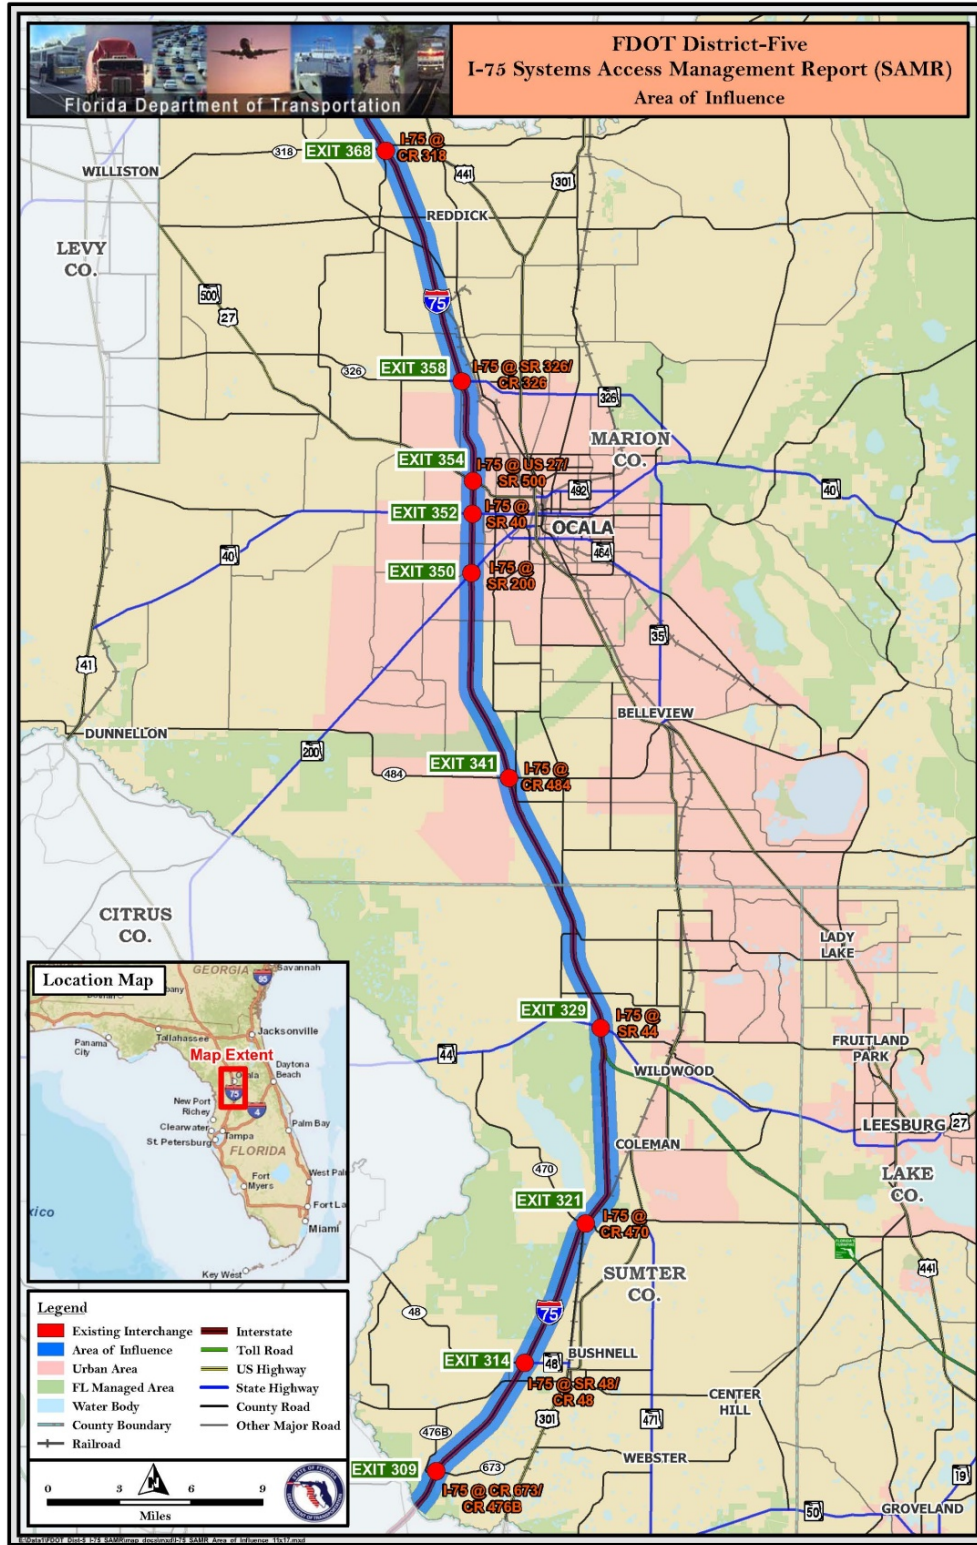 Florida Department of Transportation
FDOT District-Five
I-75 Systems Access Management Report (SAMR)
Area of Influence
318
EXIT 368
I-75 @
CR 318
441
301
WILLISTON
REDDICK
LEVY
CO.
500
27
75
326
EXIT 358
I-75 @ SR 326/
CR 326
326
MARION
CO.
EXIT 354
I-75 @ US 27/
SR 500
492
40
EXIT 352
I-75 @
SR 40
OCALA
464
40
EXIT 350
I-75 @
SR 200
35
41
BELLEVIEW
DUNNELLON
200
484
EXIT 341
I-75 @
CR 484
CITRUS
CO.
LADY
LAKE
EXIT 329
I-75 @
SR 44
44
FRUITLAND
PARK
WILDWOOD
LEESBURG
27
COLEMAN
470
LAKE
CO.
EXIT 321
I-75 @
CR 470
SUMTER
CO.
441
48
75
EXIT 314
48
BUSHNELL
I-75 @ SR 48/
CR 48
CENTER
HILL
301
471
476B
WEBSTER
EXIT 309
673
19
I-75 @ CR 673/
CR 476B
50
GROVELAND
Location Map
GEORGIA
Savannah
95
Tallahassee
Jacksonville
Panama
City
Map Extent
Daytona
Beach
75
4
New Port
Richey
Clearwater
Tampa
St. Petersburg
Palm Bay
FLORIDA
Fort
Myers
West Pal
Fort La
Miami
Key West
xico
Legend
Existing Interchange
Interstate
Area of Influence
Toll Road
Urban Area
US Highway
FL Managed Area
State Highway
Water Body
County Road
County Boundary
Other Major Road
Railroad
N
0 3 6 9
Miles